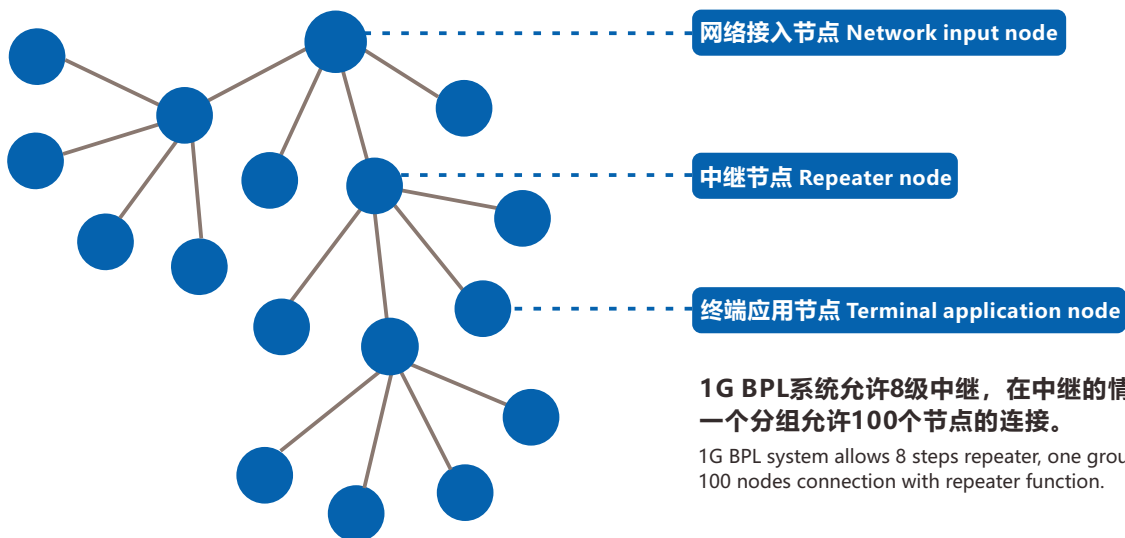 网络接入节点 Network input node
中继节点 Repeater node
终端应用节点 Terminal application node
1G BPL系统允许8级中继，在中继的情
一个分组允许100个节点的连接。
1G BPL system allows 8 steps repeater, one grou
100 nodes connection with repeater function.